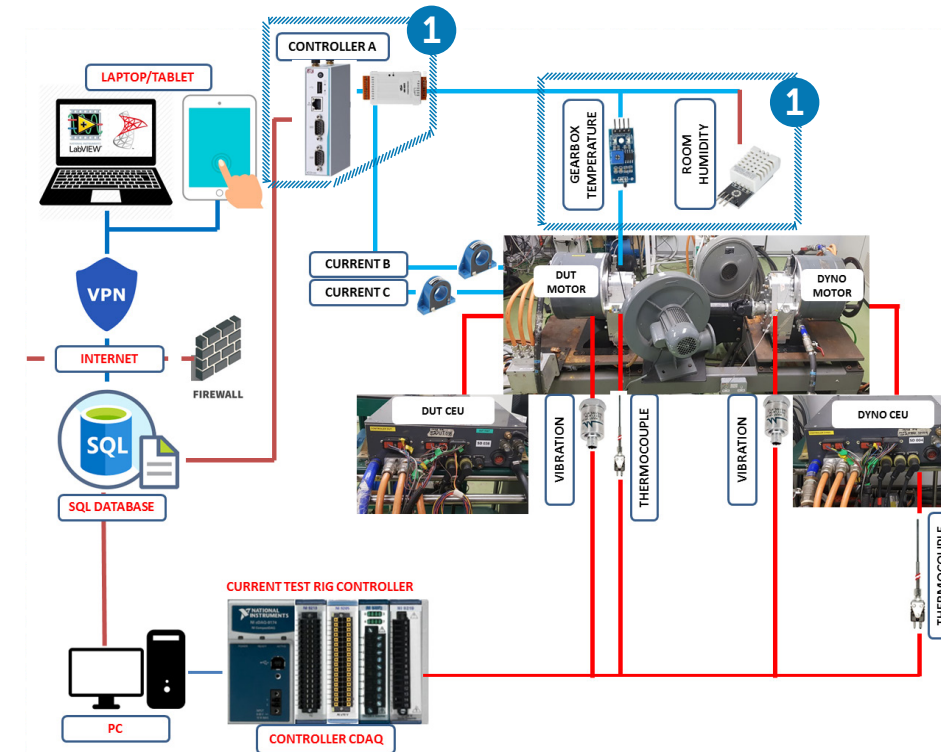 CONTROLLER A
1
LAPTOP/TABLET
LabVIEW
GEARBOX
TEMPERATURE
ROOM
HUMIDITY
1
VPN
CURRENT B
CURRENT C
DUT
MOTOR
DYNO
MOTOR
INTERNET
FIREWALL
SQL
SQL DATABASE
DUT CEU
VIBRATION
THERMOCOUPLE
VIBRATION
DYNO CEU
THERMOCOUPLE
CURRENT TEST RIG CONTROLLER
NATIONAL
INSTRUMENTS
PC
CONTROLLER CDAQ